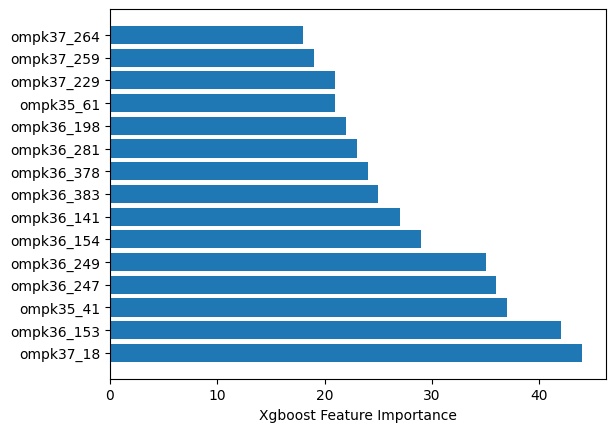 ompk37_264
ompk37_259
ompk37_229
ompk35_61
ompk36_198
ompk36_281
ompk36_378
ompk36_383
ompk36_141
ompk36_154
ompk36_249
ompk36_247
ompk35_41
ompk36_153
ompk37_18
0 10 20 30 40
Xgboost Feature Importance